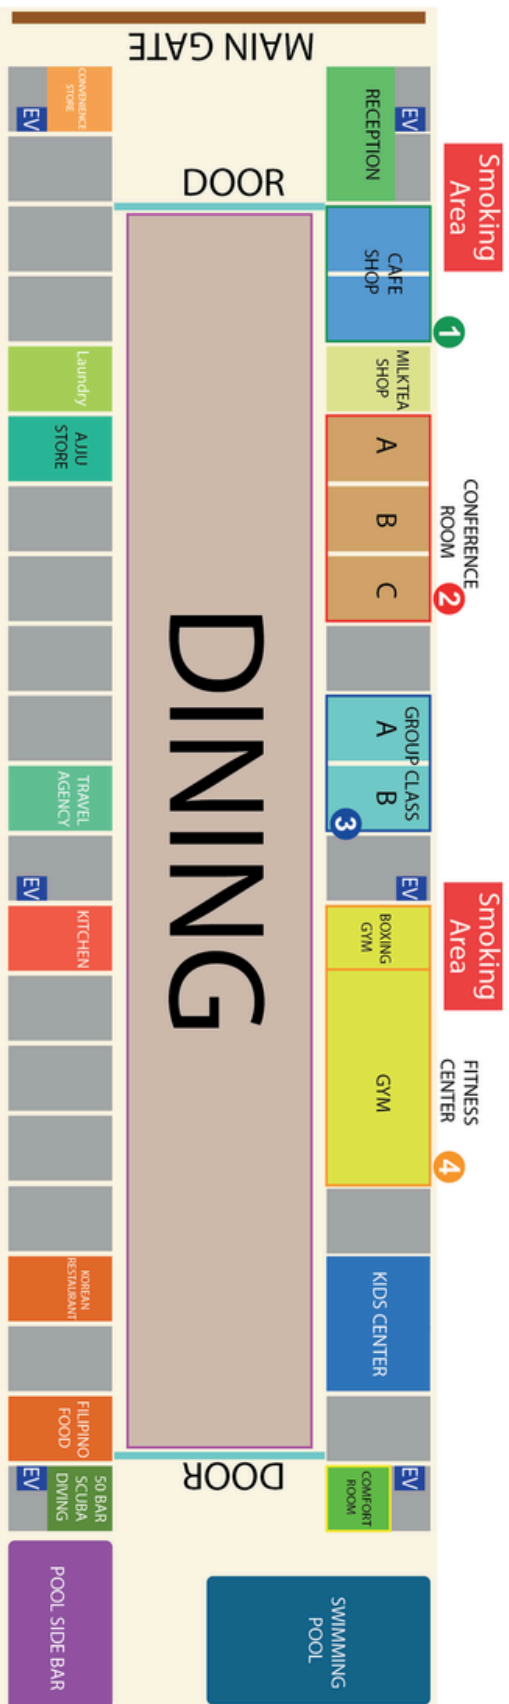 MAIN GATE
CONVENIENCE
STORE
EV
RECEPTION
EV
Smoking
Area
DOOR
CAFE
SHOP
1
Laundry
MILKTEA
SHOP
AJJU
STORE
A
B
C
CONFERENCE
ROOM
2
DINING
GROUP CLASS
A
B
3
TRAVEL
AGENCY
EV
EV
Smoking
Area
KITCHEN
BOXING
GYM
GYM
FITNESS
CENTER
4
KOREAN
RESTAURANT
KIDS CENTER
FILIPINO
FOOD
DOOR
50 BAR
SCUBA
DIVING
EV
COMFORT
ROOM
EV
POOL SIDE BAR
SWIMMING
POOL